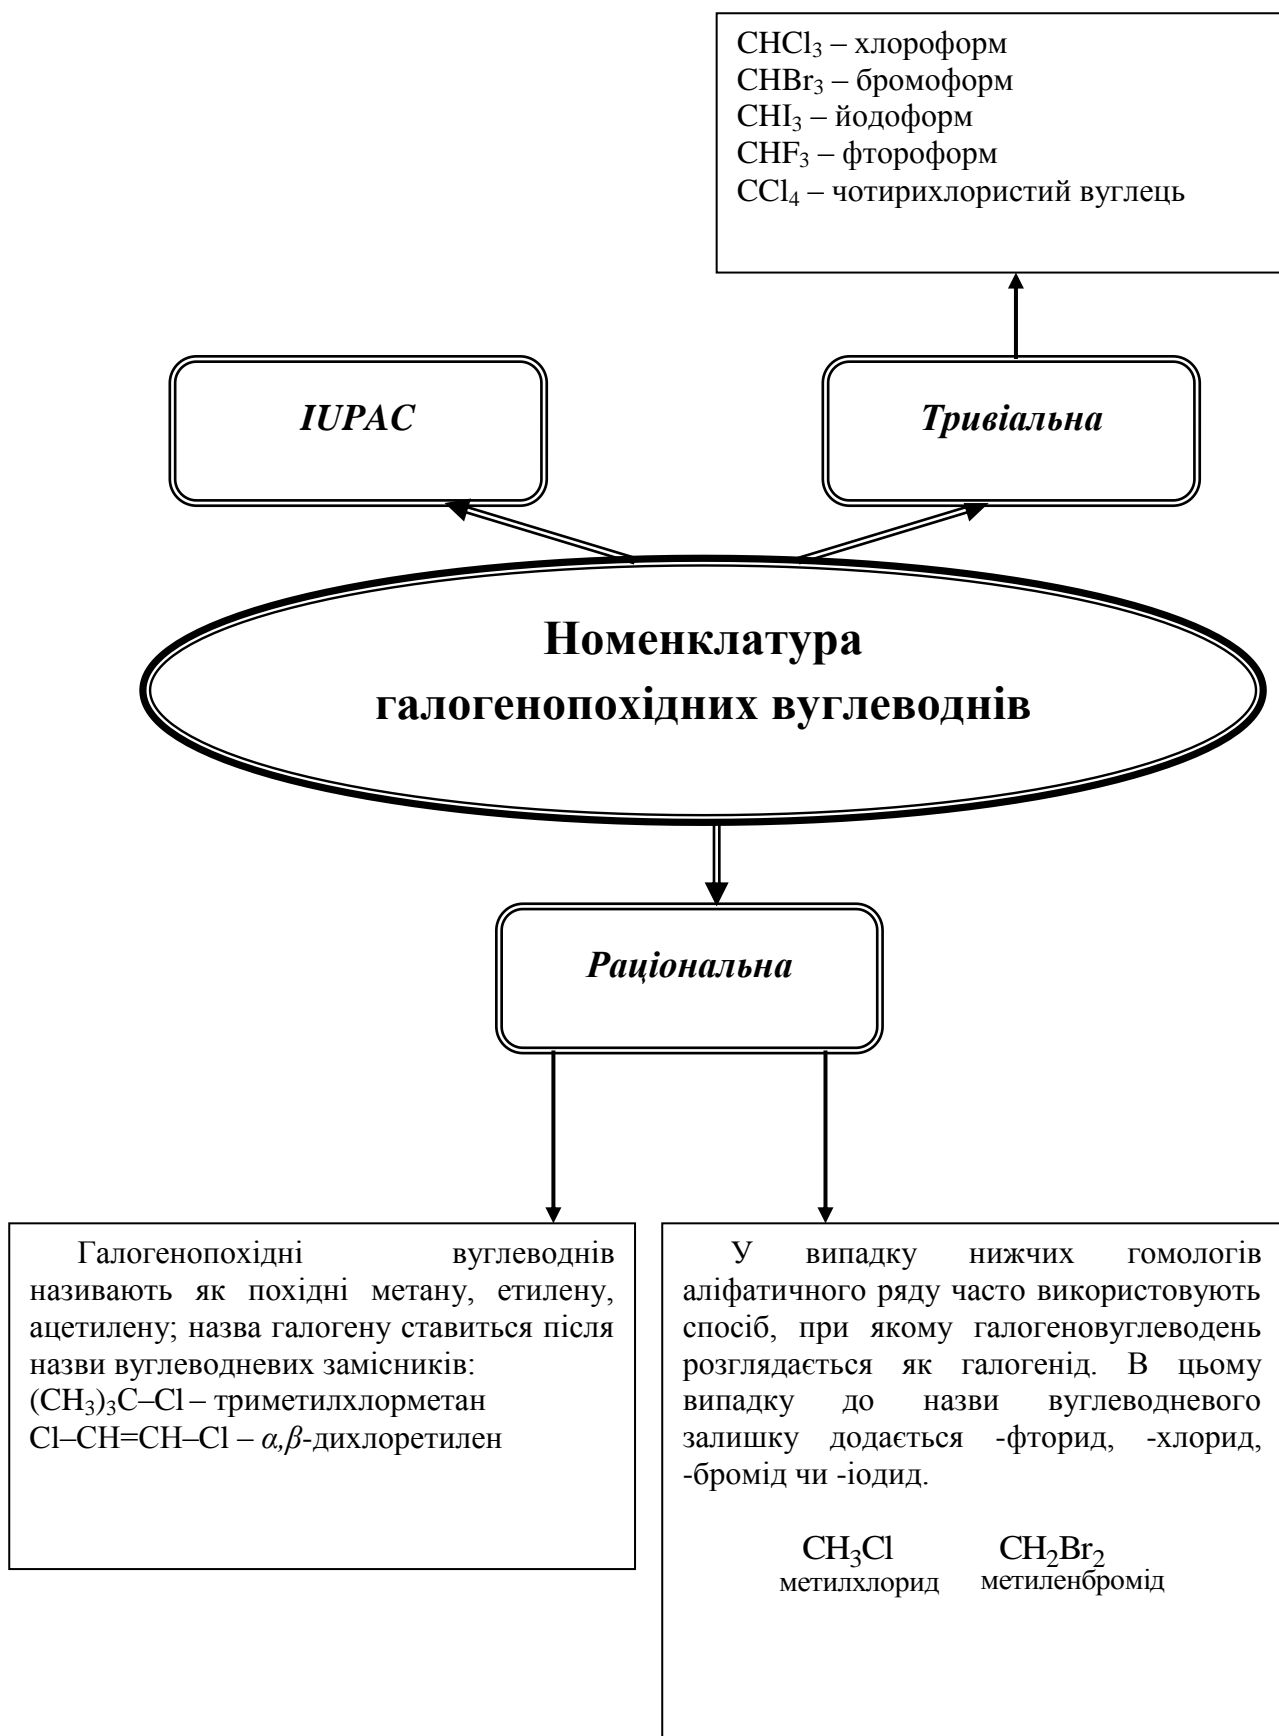 CHCl₃ – хлороформ
CHBr₃ – бромоформ
CHI₃ – йодоформ
CHF₃ – фтороформ
CCl₄ – чотирихлористий вуглець
IUPAC
Тривіальна
Номенклатура
галогенопохідних вуглеводнів
Раціональна
Галогенопохідні вуглеводнів
називають як похідні метану, етилену,
ацетилену; назва галогену ставиться після
назви вуглеводневих замісників:
(CH₃)₃C–Cl – триметилхлорметан
Cl–CH=CH–Cl – α,β-дихлоретилен
У випадку нижчих гомологів
аліфатичного ряду часто використовують
спосіб, при якому галогеновуглеводень
розглядається як галогенід. В цьому
випадку до назви вуглеводневого
залишку додається -фторид, -хлорид,
-бромід чи -іодид.
CH₃Cl CH₂Br₂
метилхлорид метиленбромід